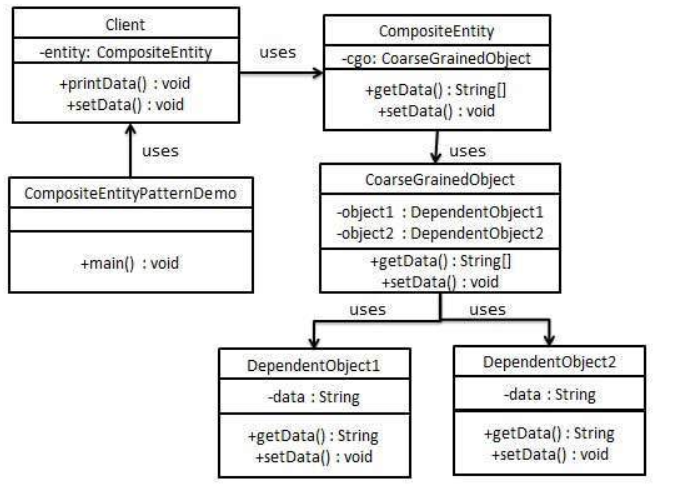 Client
-entity: CompositeEntity
+printData() : void
+setData() : void
uses
CompositeEntity
-cgo: CoarseGrainedObject
+getData() : String[]
+setData() : void
uses
uses
CompositeEntityPatternDemo
+main() : void
CoarseGrainedObject
-object1 : DependentObject1
-object2 : DependentObject2
+getData() : String[]
+setData() : void
uses
uses
DependentObject1
-data : String
+getData() : String
+setData() : void
DependentObject2
-data : String
+getData() : String
+setData() : void